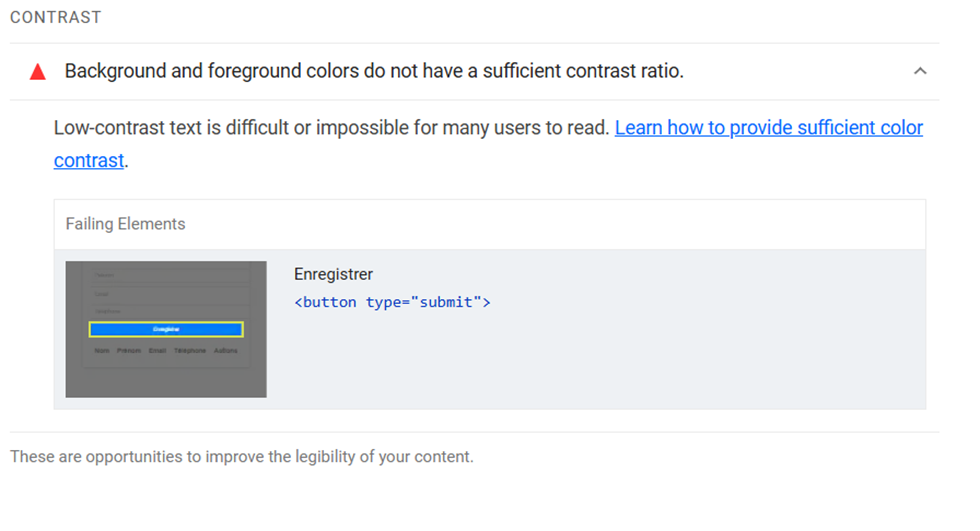 CONTRAST
Background and foreground colors do not have a sufficient contrast ratio.
Low-contrast text is difficult or impossible for many users to read. Learn how to provide sufficient color
contrast.
Failing Elements
Enregistrer
<button type="submit">
Email
Enregistrer
Nom Prénom Email Téléphone Actions
These are opportunities to improve the legibility of your content.